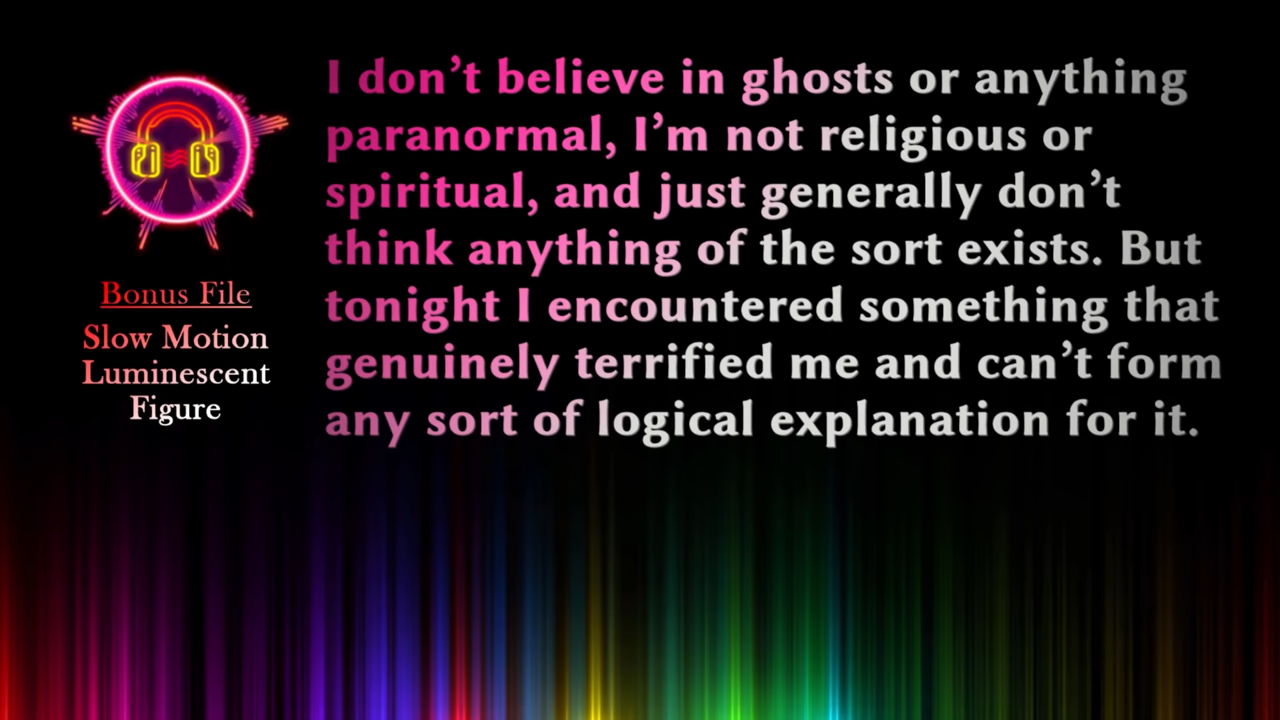 Bonus File
Slow Motion
Luminescent
Figure
I don’t believe in ghosts or anything
paranormal, I’m not religious or
spiritual, and just generally don’t
think anything of the sort exists. But
tonight I encountered something that
genuinely terrified me and can’t form
any sort of logical explanation for it.